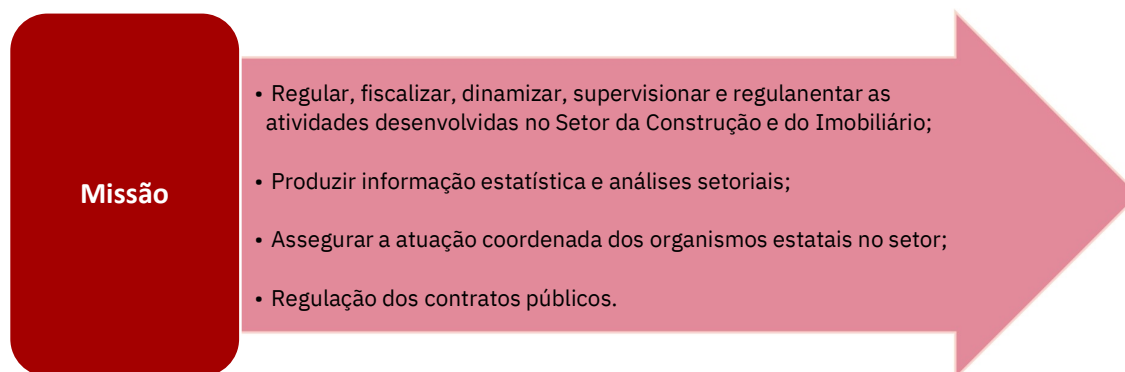 Missão
• Regular, fiscalizar, dinamizar, supervisionar e regulanentar as
atividades desenvolvidas no Setor da Construção e do Imobiliário;
• Produzir informação estatística e análises setoriais;
• Assegurar a atuação coordenada dos organismos estatais no setor;
• Regulação dos contratos públicos.